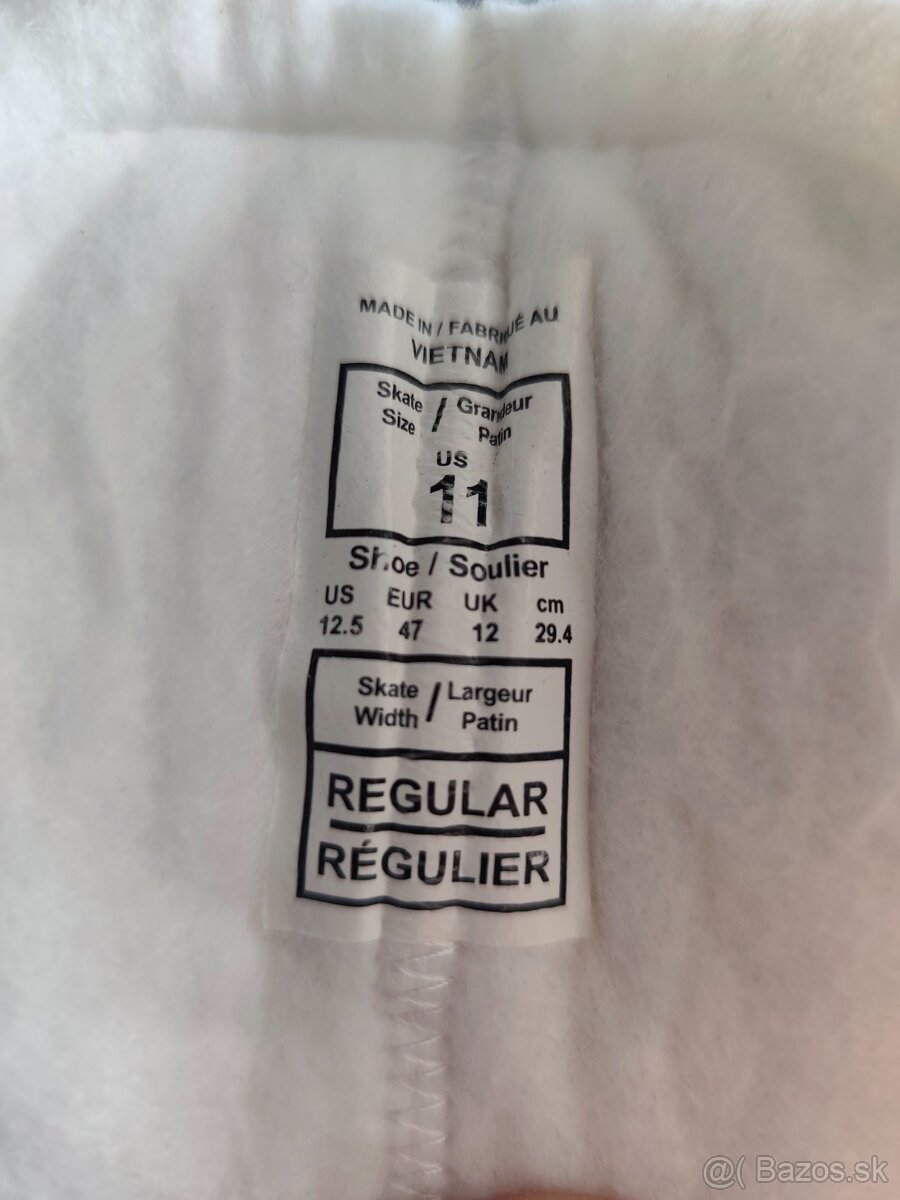 MADE IN / FABRIQUÉ AU
VIETNAM
Skate Size / Grandeur Patin
US
11
Shoe / Soulier
US EUR UK cm
12.5 47 12 29.4
Skate Width / Largeur Patin
REGULAR
RÉGULIER
@( Bazos.sk